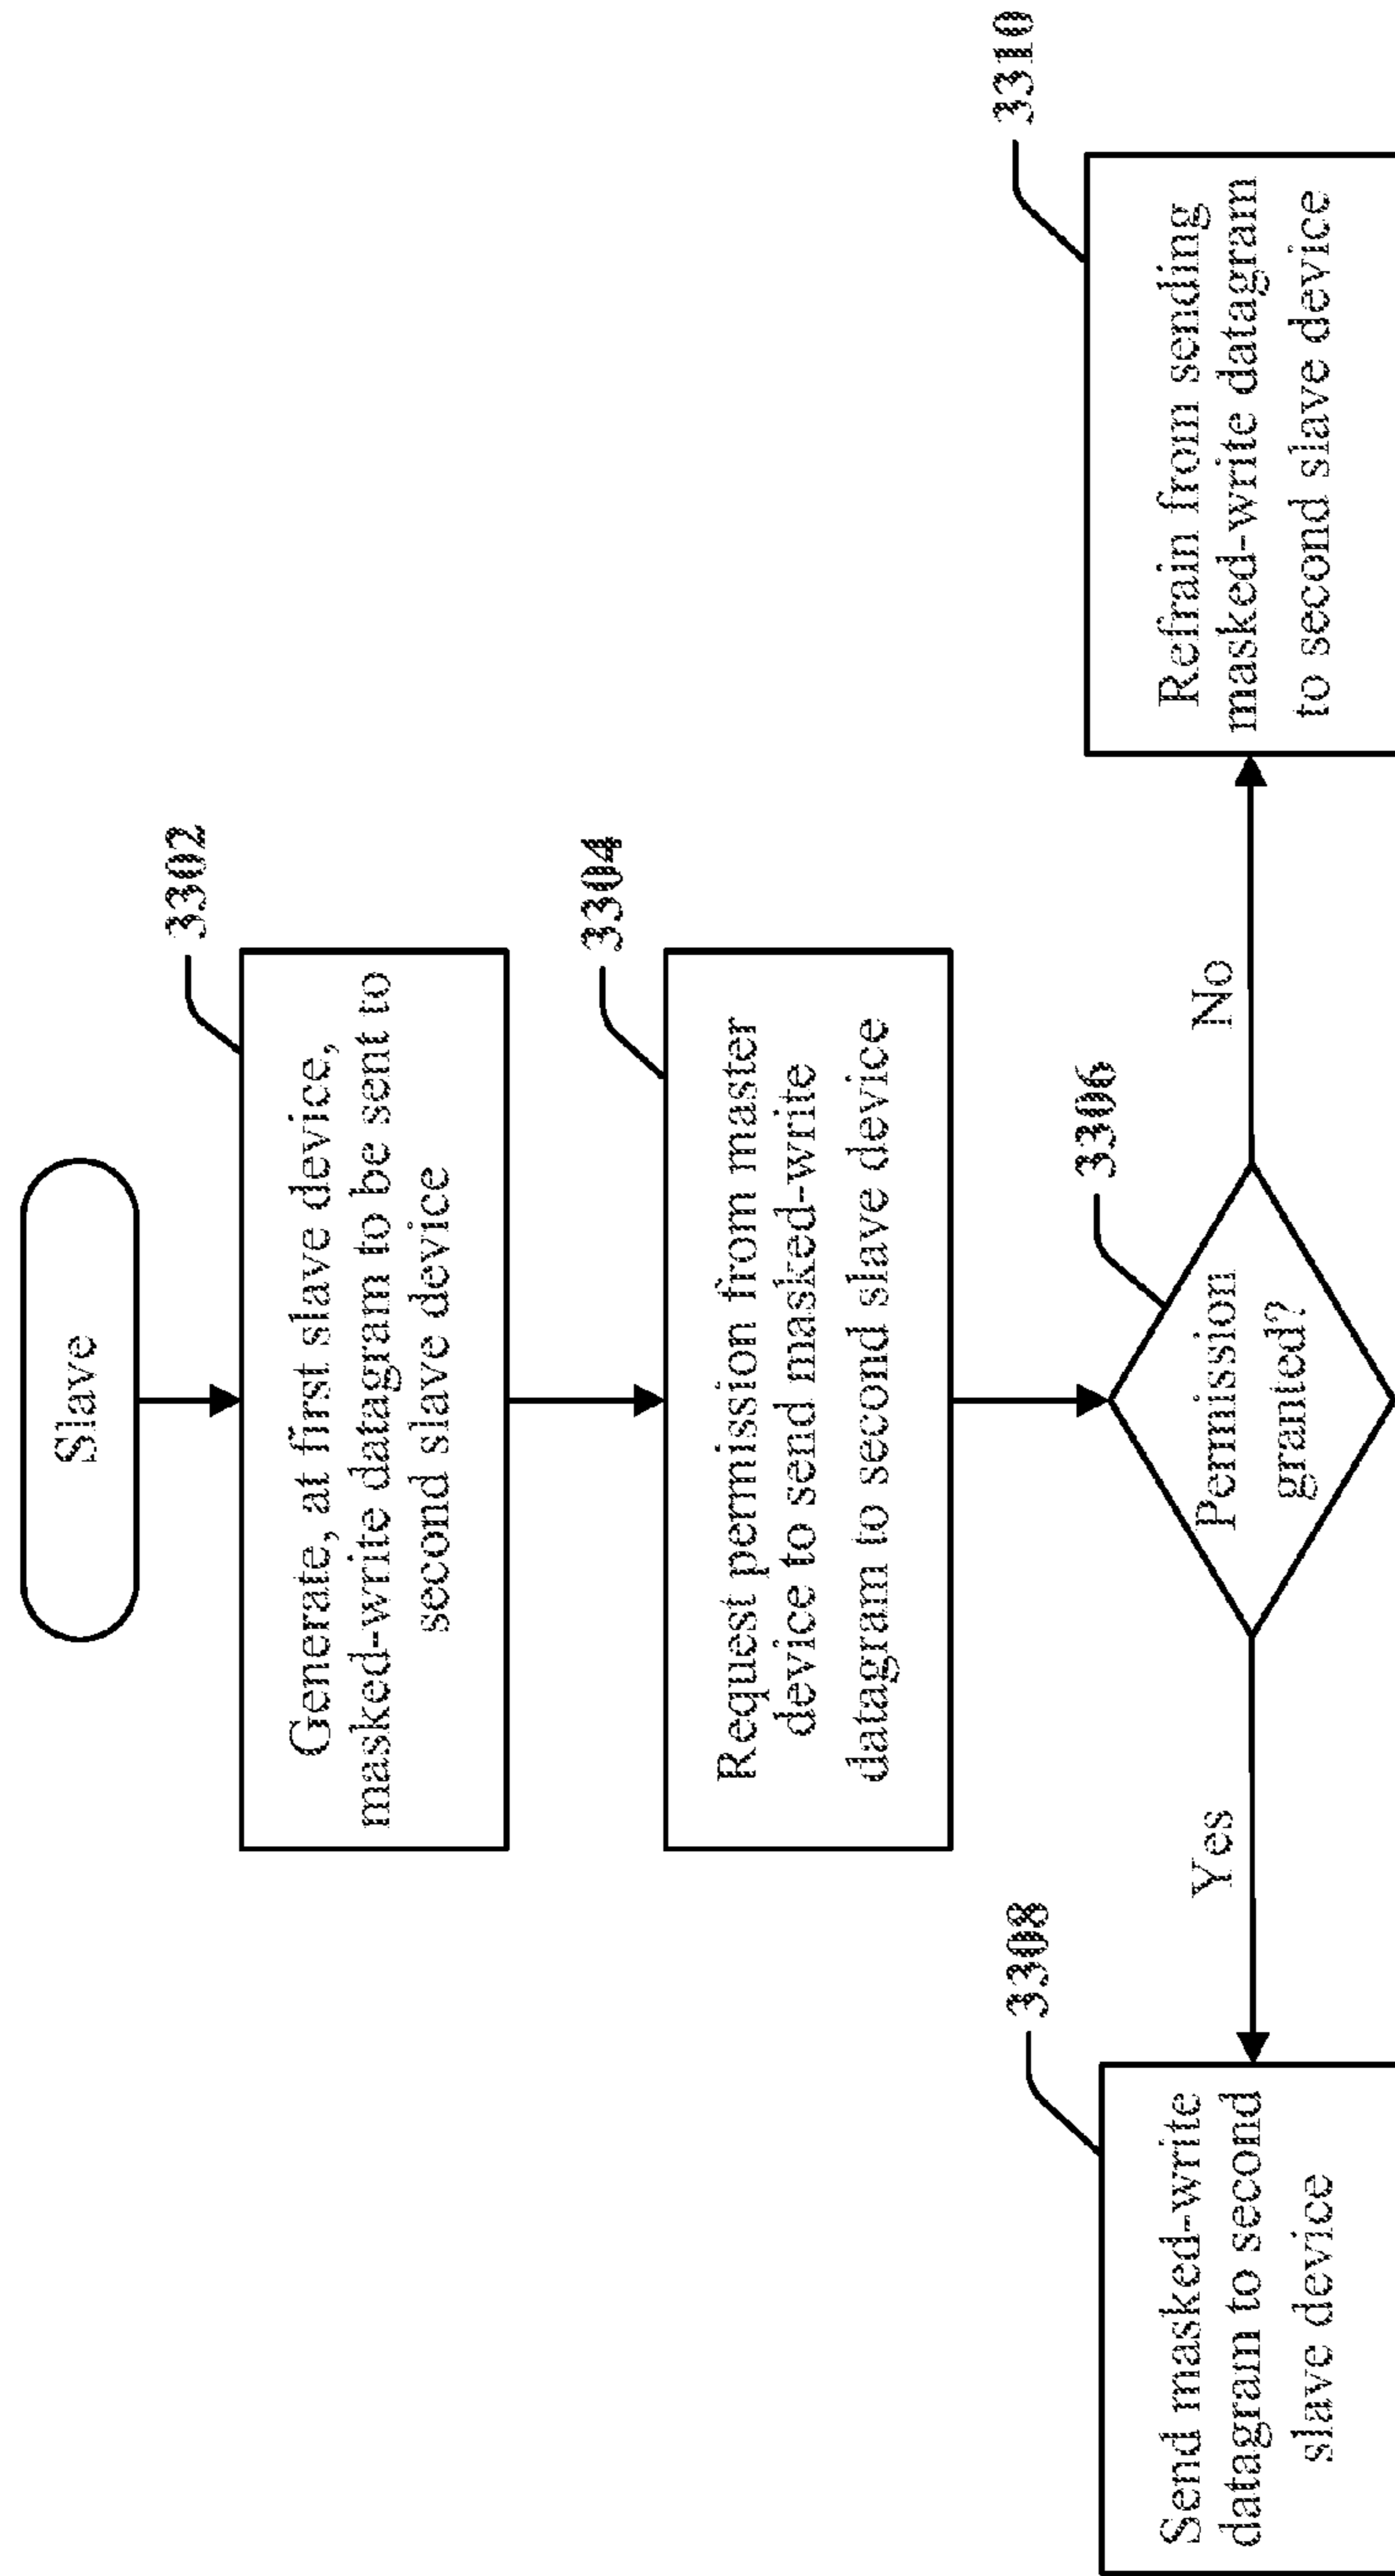 Slave
3302
Generate, at first slave device,
masked-write datagram to be sent to
second slave device
3304
Request permission from master
device to send masked-write
datagram to second slave device
3306
Permission
granted?
Yes
No
3308
Send masked-write
datagram to second
slave device
3310
Refrain from sending
masked-write datagram
to second slave device